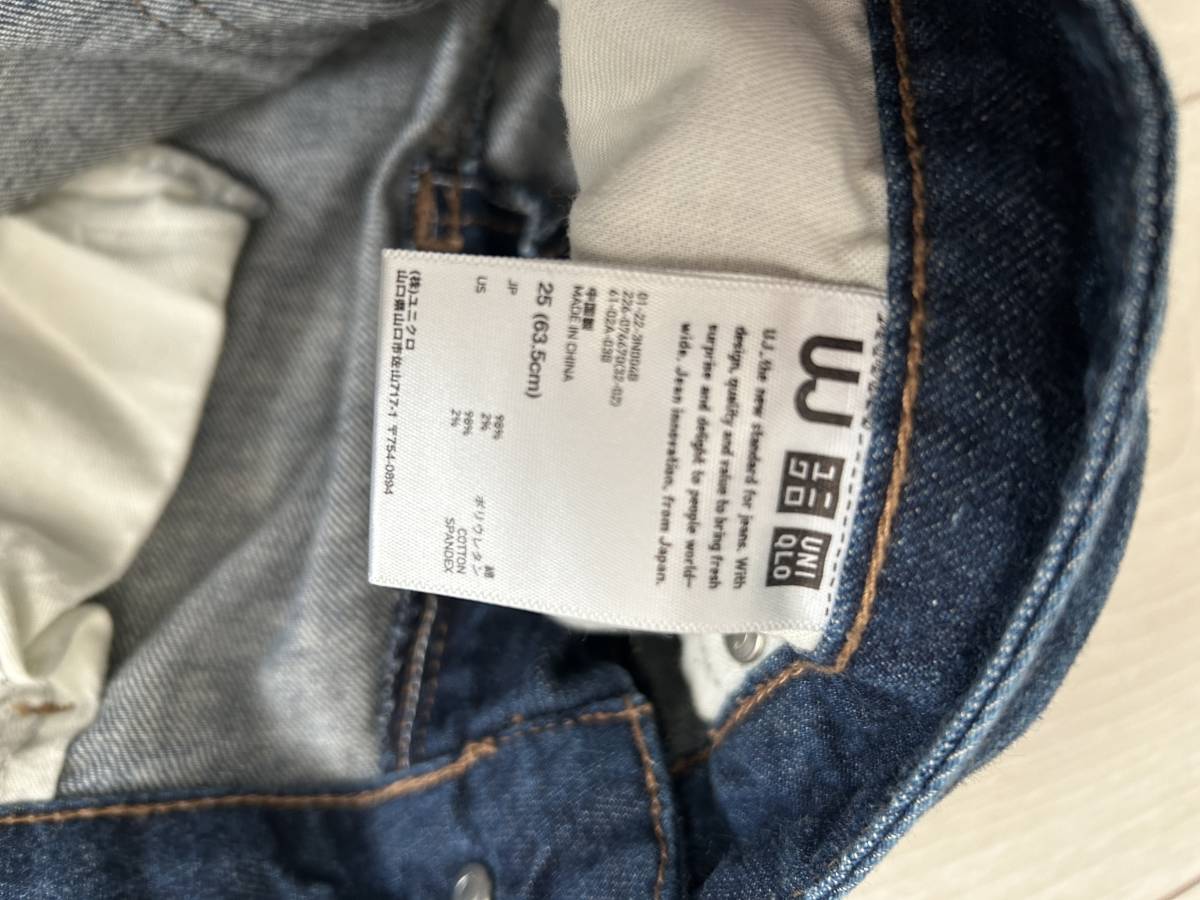 UJ
ユニ
クロ
UNI
QLO
UJ, the new standard for jeans. With
design, quality and value to bring fresh
surprise and delight to people world–
wide. Jean innovation, from Japan.
01-22-3N004B
226-076670(32-02)
61-02A-03B
中国製
MADE IN CHINA
25 (63.5cm)
JP 98% 綿
2% ポリウレタン
US 98% COTTON
2% SPANDEX
(株)ユニクロ
山口県山口市佐山717-1 〒754-0894